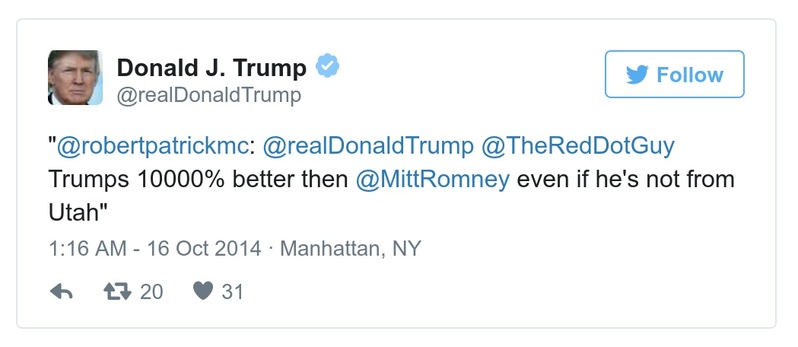 Donald J. Trump
@realDonaldTrump
Follow
"@robertpatrickmc: @realDonaldTrump @TheRedDotGuy
Trumps 10000% better then @MittRomney even if he's not from
Utah"
1:16 AM - 16 Oct 2014 · Manhattan, NY
20 31